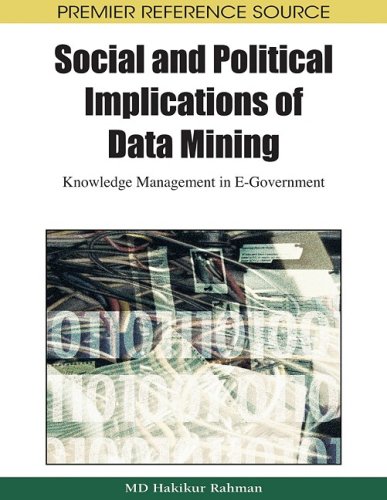 PREMIER REFERENCE SOURCE
Social and Political
Implications of
Data Mining
Knowledge Management in E-Government
MD Hakikur Rahman